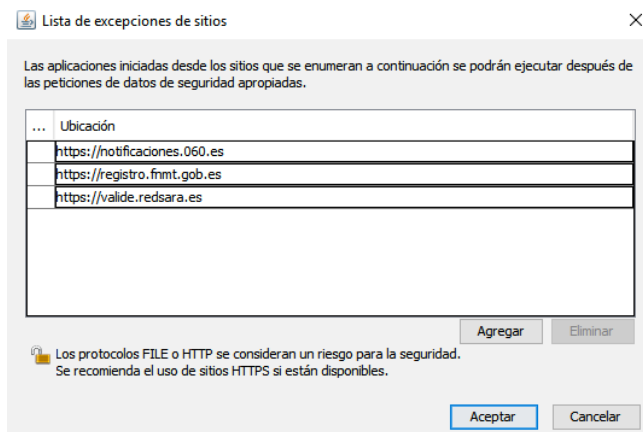 Lista de excepciones de sitios
Las aplicaciones iniciadas desde los sitios que se enumeran a continuación se podrán ejecutar después de
las peticiones de datos de seguridad apropiadas.
... Ubicación
https://notificaciones.060.es
https://registro.fnmt.gob.es
https://valide.redsara.es
Agregar Eliminar
Los protocolos FILE o HTTP se consideran un riesgo para la seguridad.
Se recomienda el uso de sitios HTTPS si están disponibles.
Aceptar Cancelar